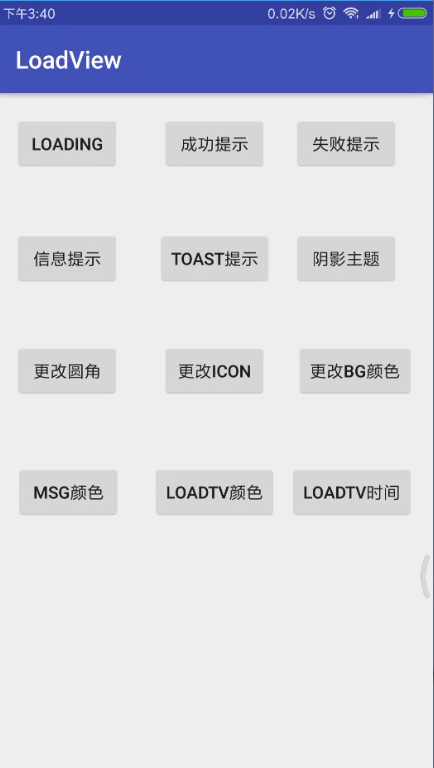 下午3:40 0.02K/s
LoadView
LOADING 成功提示 失败提示
信息提示 TOAST提示 阴影主题
更改圆角 更改ICON 更改BG颜色
MSG颜色 LOADTV颜色 LOADTV时间